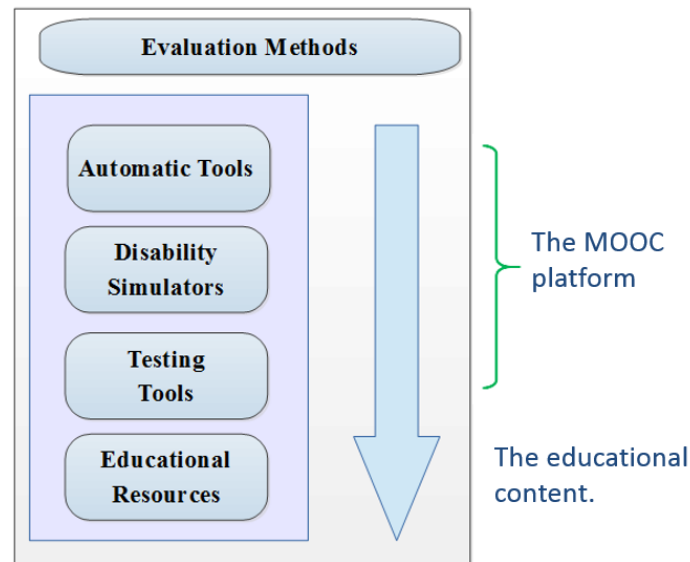 Evaluation Methods
Automatic Tools
Disability
Simulators
Testing
Tools
Educational
Resources
The MOOC
platform
The educational
content.